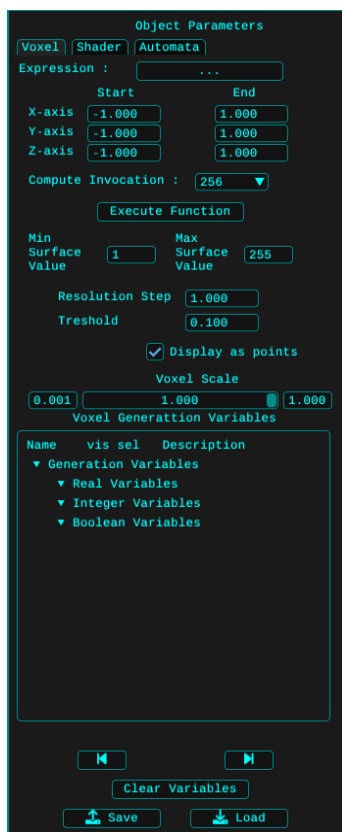 Object Parameters
Voxel Shader Automata
Expression : ...
Start End
X-axis -1.000 1.000
Y-axis -1.000 1.000
Z-axis -1.000 1.000
Compute Invocation : 256
Execute Function
Min Max
Surface 1 Surface 255
Value Value
Resolution Step 1.000
Treshold 0.100
Display as points
Voxel Scale
0.001 1.000 1.000
Voxel Generattion Variables
Name vis sel Description
Generation Variables
Real Variables
Integer Variables
Boolean Variables
Clear Variables
Save Load